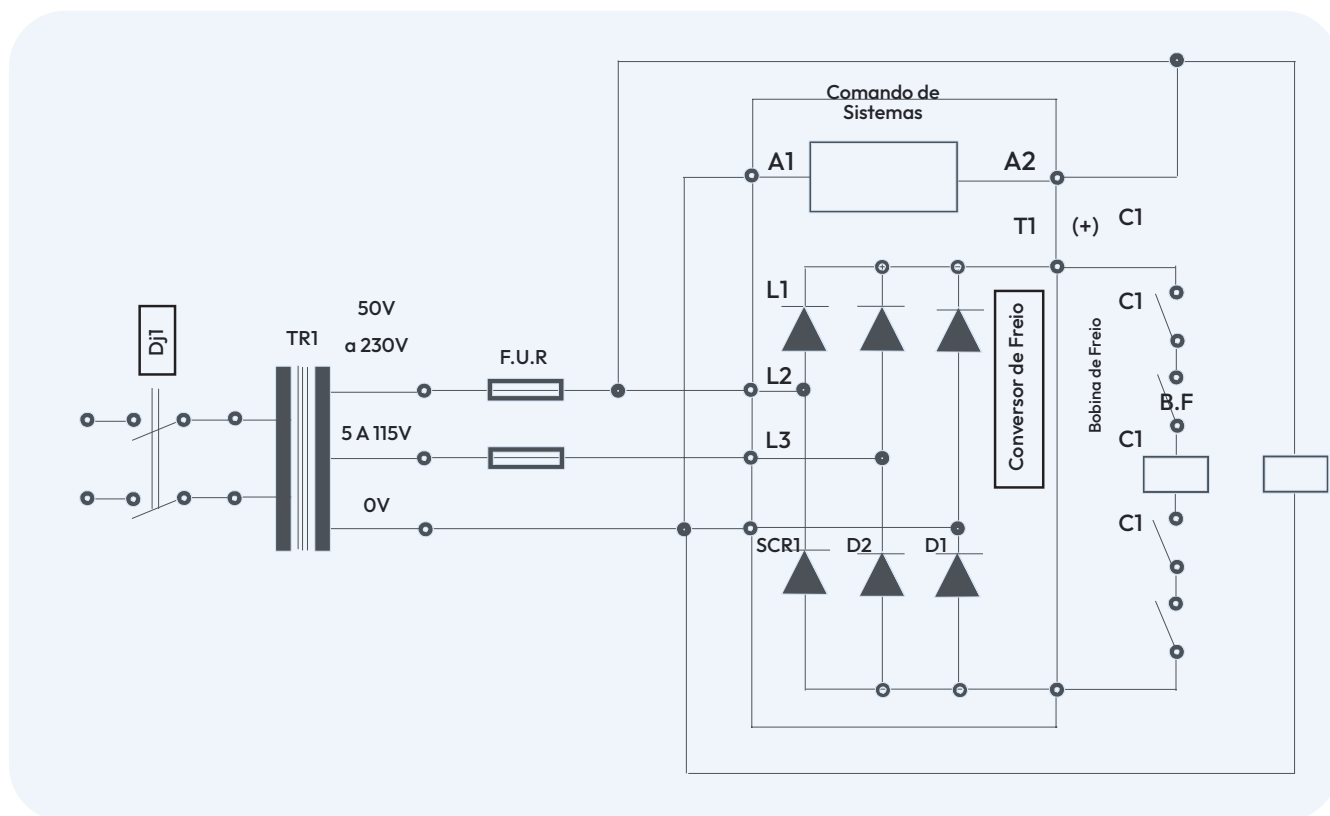 Comando de
Sistemas
A1
A2
T1
(+)
C1
L1
C1
50V
TR1
a 230V
Dj1
F.U.R
Conversor de Freio
Bobina de Freio
L2
B.F
5 A 115V
L3
C1
0V
C1
SCR1
D2
D1